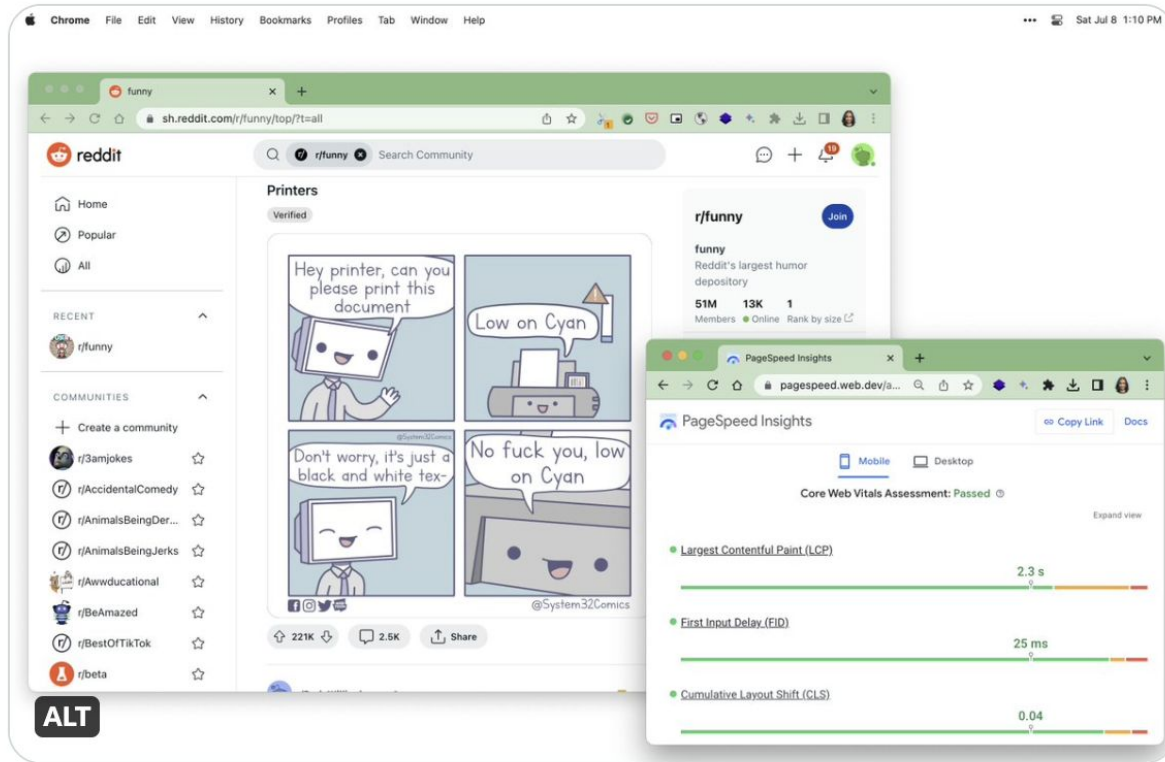 Chrome File Edit View History Bookmarks Profiles Tab Window Help
Sat Jul 8 1:10 PM
funny
sh.reddit.com/r/funny/top/?t=all
1
reddit
r/funny Search Community
19
Home
Popular
All
RECENT
r/funny
COMMUNITIES
Create a community
r/3amjokes
r/AccidentalComedy
r/AnimalsBeingDer...
r/AnimalsBeingJerks
r/Awwducational
r/BeAmazed
r/BestOfTikTok
r/beta
Printers
Verified
Hey printer, can you
please print this
document
Low on Cyan
@System32Comics
Don't worry, it's just a
black and white tex-
No fuck you, low
on Cyan
@System32Comics
221K
2.5K
Share
r/funny
Join
funny
Reddit's largest humor
depository
51M 13K 1
Members Online Rank by size
PageSpeed Insights
pagespeed.web.dev/a...
PageSpeed Insights
Copy Link Docs
Mobile Desktop
Core Web Vitals Assessment: Passed
Expand view
Largest Contentful Paint (LCP)
2.3 s
First Input Delay (FID)
25 ms
Cumulative Layout Shift (CLS)
0.04
ALT